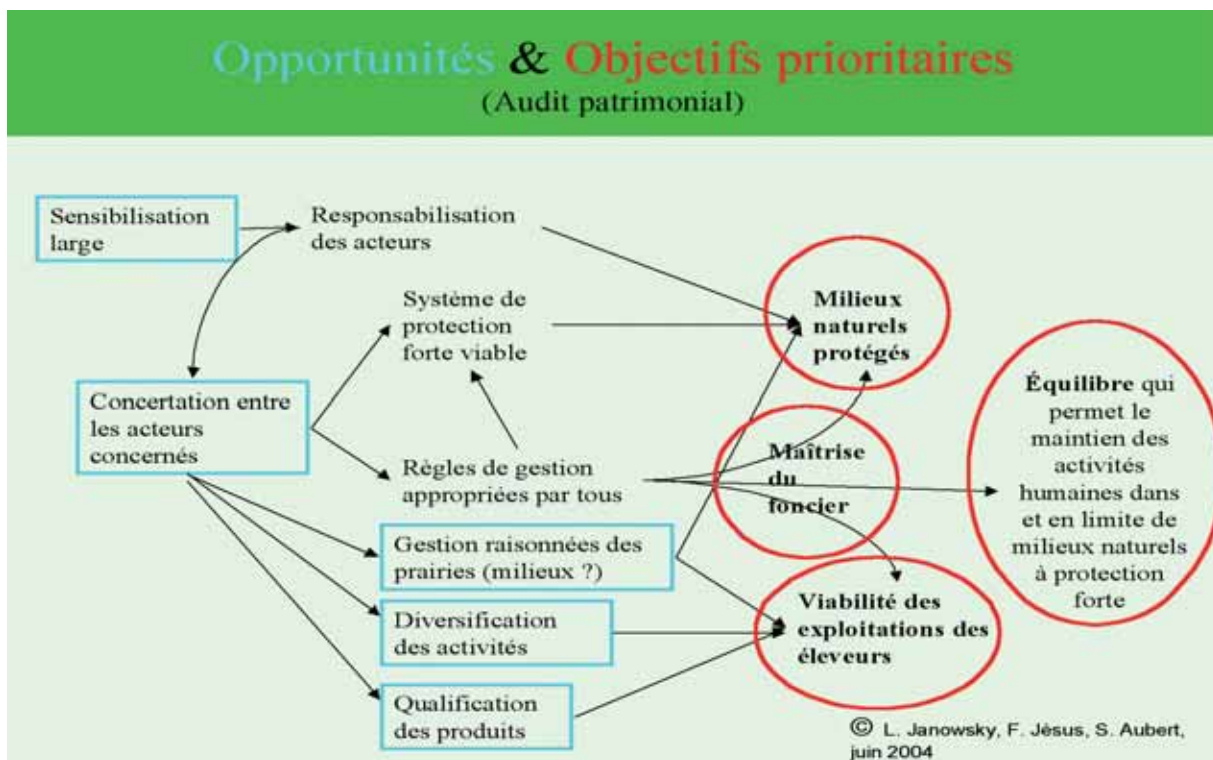 Opportunités & Objectifs prioritaires
(Audit patrimonial)
Sensibilisation
large
Responsabilisation
des acteurs
Système de
protection
forte viable
Milieux
naturels
protégés
Concertation entre
les acteurs
concernés
Règles de gestion
appropriées par tous
Maîtrise
du
foncier
Équilibre qui
permet le
maintien des
activités
humaines dans
et en limite de
milieux naturels
à protection
forte
Gestion raisonnées des
prairies (milieux ?)
Diversification
des activités
Viabilité des
exploitations des
éleveurs
Qualification
des produits
© L. Janowsky, F. Jésus, S. Aubert,
juin 2004